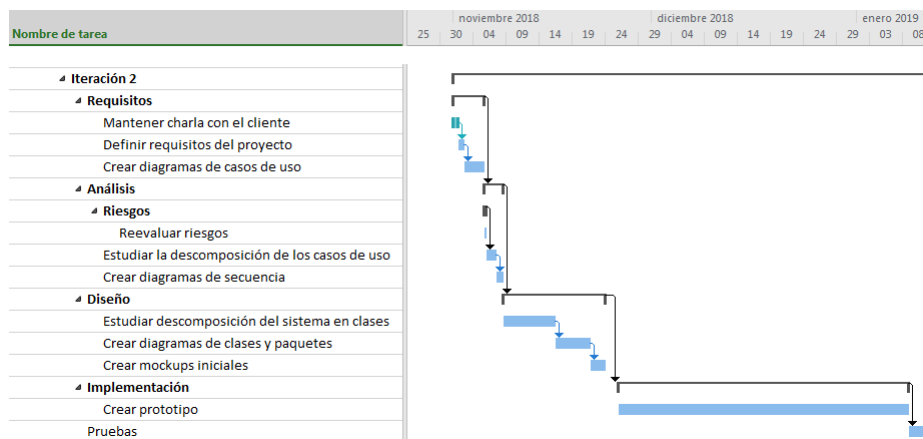 noviembre 2018 diciembre 2018 enero 2019
Nombre de tarea 25 30 04 09 14 19 24 29 04 09 14 19 24 29 03 08
Iteración 2
Requisitos
Mantener charla con el cliente
Definir requisitos del proyecto
Crear diagramas de casos de uso
Análisis
Riesgos
Reevaluar riesgos
Estudiar la descomposición de los casos de uso
Crear diagramas de secuencia
Diseño
Estudiar descomposición del sistema en clases
Crear diagramas de clases y paquetes
Crear mockups iniciales
Implementación
Crear prototipo
Pruebas